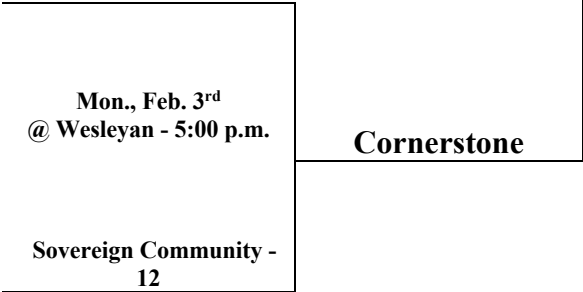 Mon., Feb. 3rd
@ Wesleyan - 5:00 p.m.
Cornerstone
Sovereign Community -
12